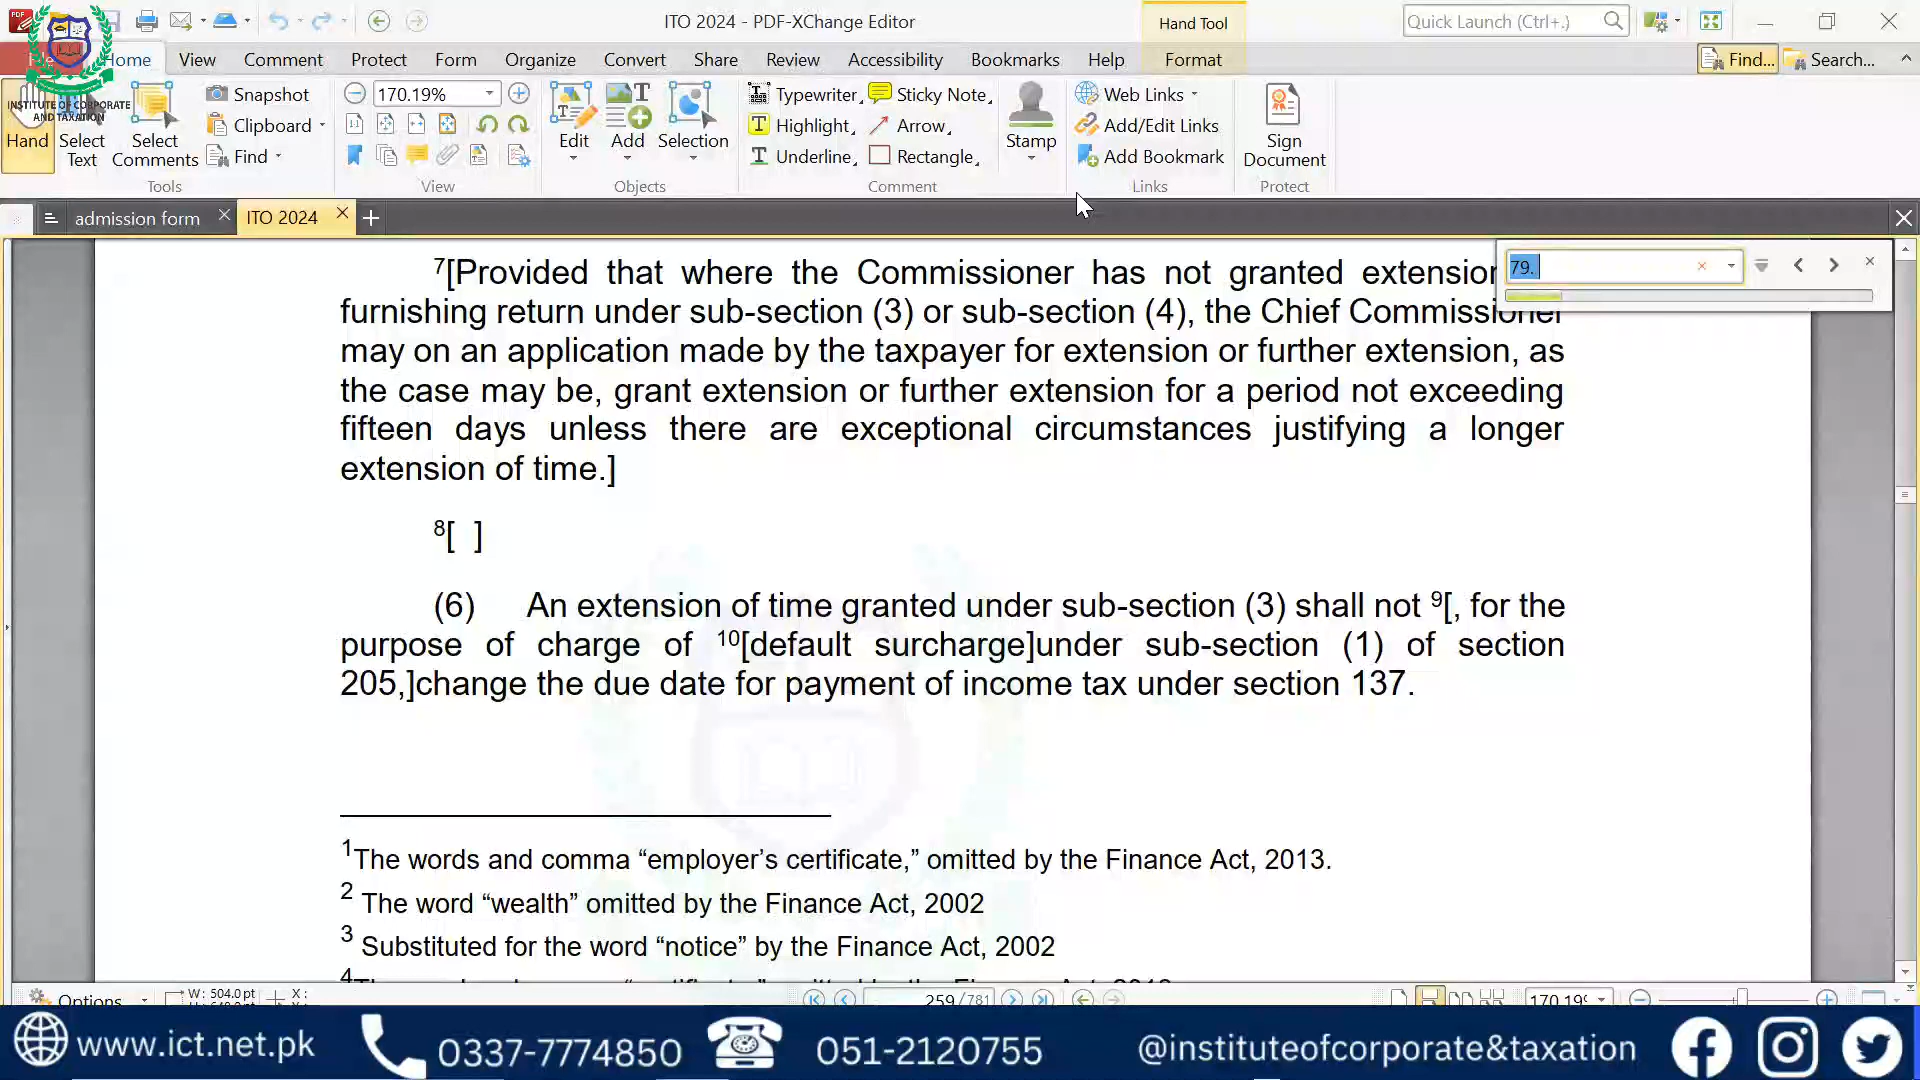 ITO 2024 - PDF-XChange Editor
Hand Tool
Quick Launch (Ctrl+.)
Home View Comment Protect Form Organize Convert Share Review Accessibility Bookmarks Help Format Find... Search...
INSTITUTE OF CORPORATE
AND TAXATION
Hand
Select
Text
Select
Comments
Snapshot
Clipboard
Find
Tools
170.19%
View
Edit
Add
Selection
Objects
Typewriter
Highlight
Underline
Sticky Note
Arrow
Rectangle
Comment
Stamp
Web Links
Add/Edit Links
Add Bookmark
Links
Sign
Document
Protect
admission form
ITO 2024
79.
7[Provided that where the Commissioner has not granted extension
furnishing return under sub-section (3) or sub-section (4), the Chief Commissioner
may on an application made by the taxpayer for extension or further extension, as
the case may be, grant extension or further extension for a period not exceeding
fifteen days unless there are exceptional circumstances justifying a longer
extension of time.]
8[ ]
(6) An extension of time granted under sub-section (3) shall not 9[, for the
purpose of charge of 10[default surcharge]under sub-section (1) of section
205,]change the due date for payment of income tax under section 137.
1The words and comma “employer’s certificate,” omitted by the Finance Act, 2013.
2 The word “wealth” omitted by the Finance Act, 2002
3 Substituted for the word “notice” by the Finance Act, 2002
Options
W: 504.0 pt
X:
259 / 781
170.19%
www.ict.net.pk
0337-7774850
051-2120755
@instituteofcorporate&taxation